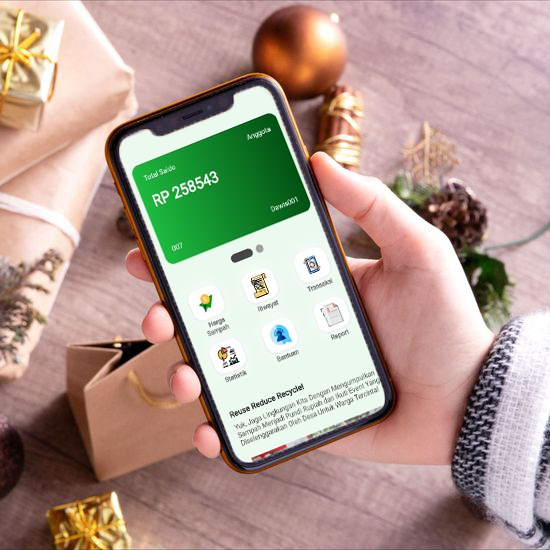 Total Saldo
Anggota
RP 258543
007
Dawis001
Harga
Sampah
Riwayat
Transaksi
Statistik
Bantuan
Report
Reuse Reduce Recycle!
Yuk, Jaga Lingkungan Kita Dengan Mengumpulkan
Sampah Menjadi Pundi Rupiah dan Ikuti Event Yang
Diselenggarakan Oleh Desa Untuk Warga Tercinta!